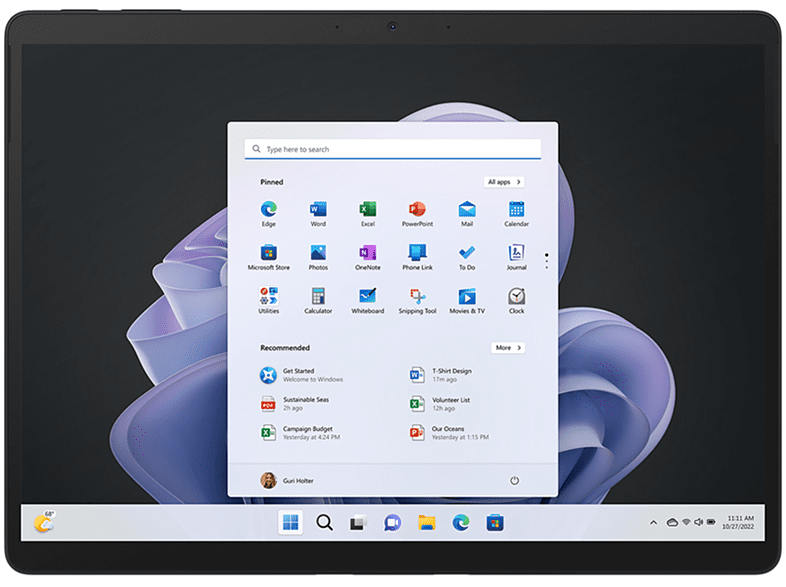 Type here to search
Pinned
All apps >
Edge Word Excel PowerPoint Mail Calendar
Microsoft Store Photos OneNote Phone Link To Do Journal
Utilities Calculator Whiteboard Snipping Tool Movies & TV Clock
Recommended
More >
Get Started
Welcome to Windows
T-Shirt Design
17m ago
Sustainable Seas
2h ago
Volunteer List
12h ago
Campaign Budget
Yesterday at 4:24 PM
Our Oceans
Yesterday at 1:15 PM
Guri Holter
68°
11:11 AM
10/27/2022